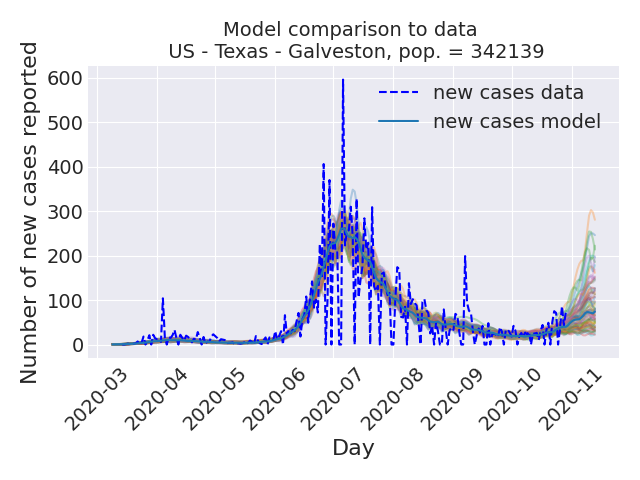 Model comparison to data
US - Texas - Galveston, pop. = 342139
Number of new cases reported
600
500
400
300
200
100
0
new cases data
new cases model
2020-03
2020-04
2020-05
2020-06
2020-07
2020-08
2020-09
2020-10
2020-11
Day